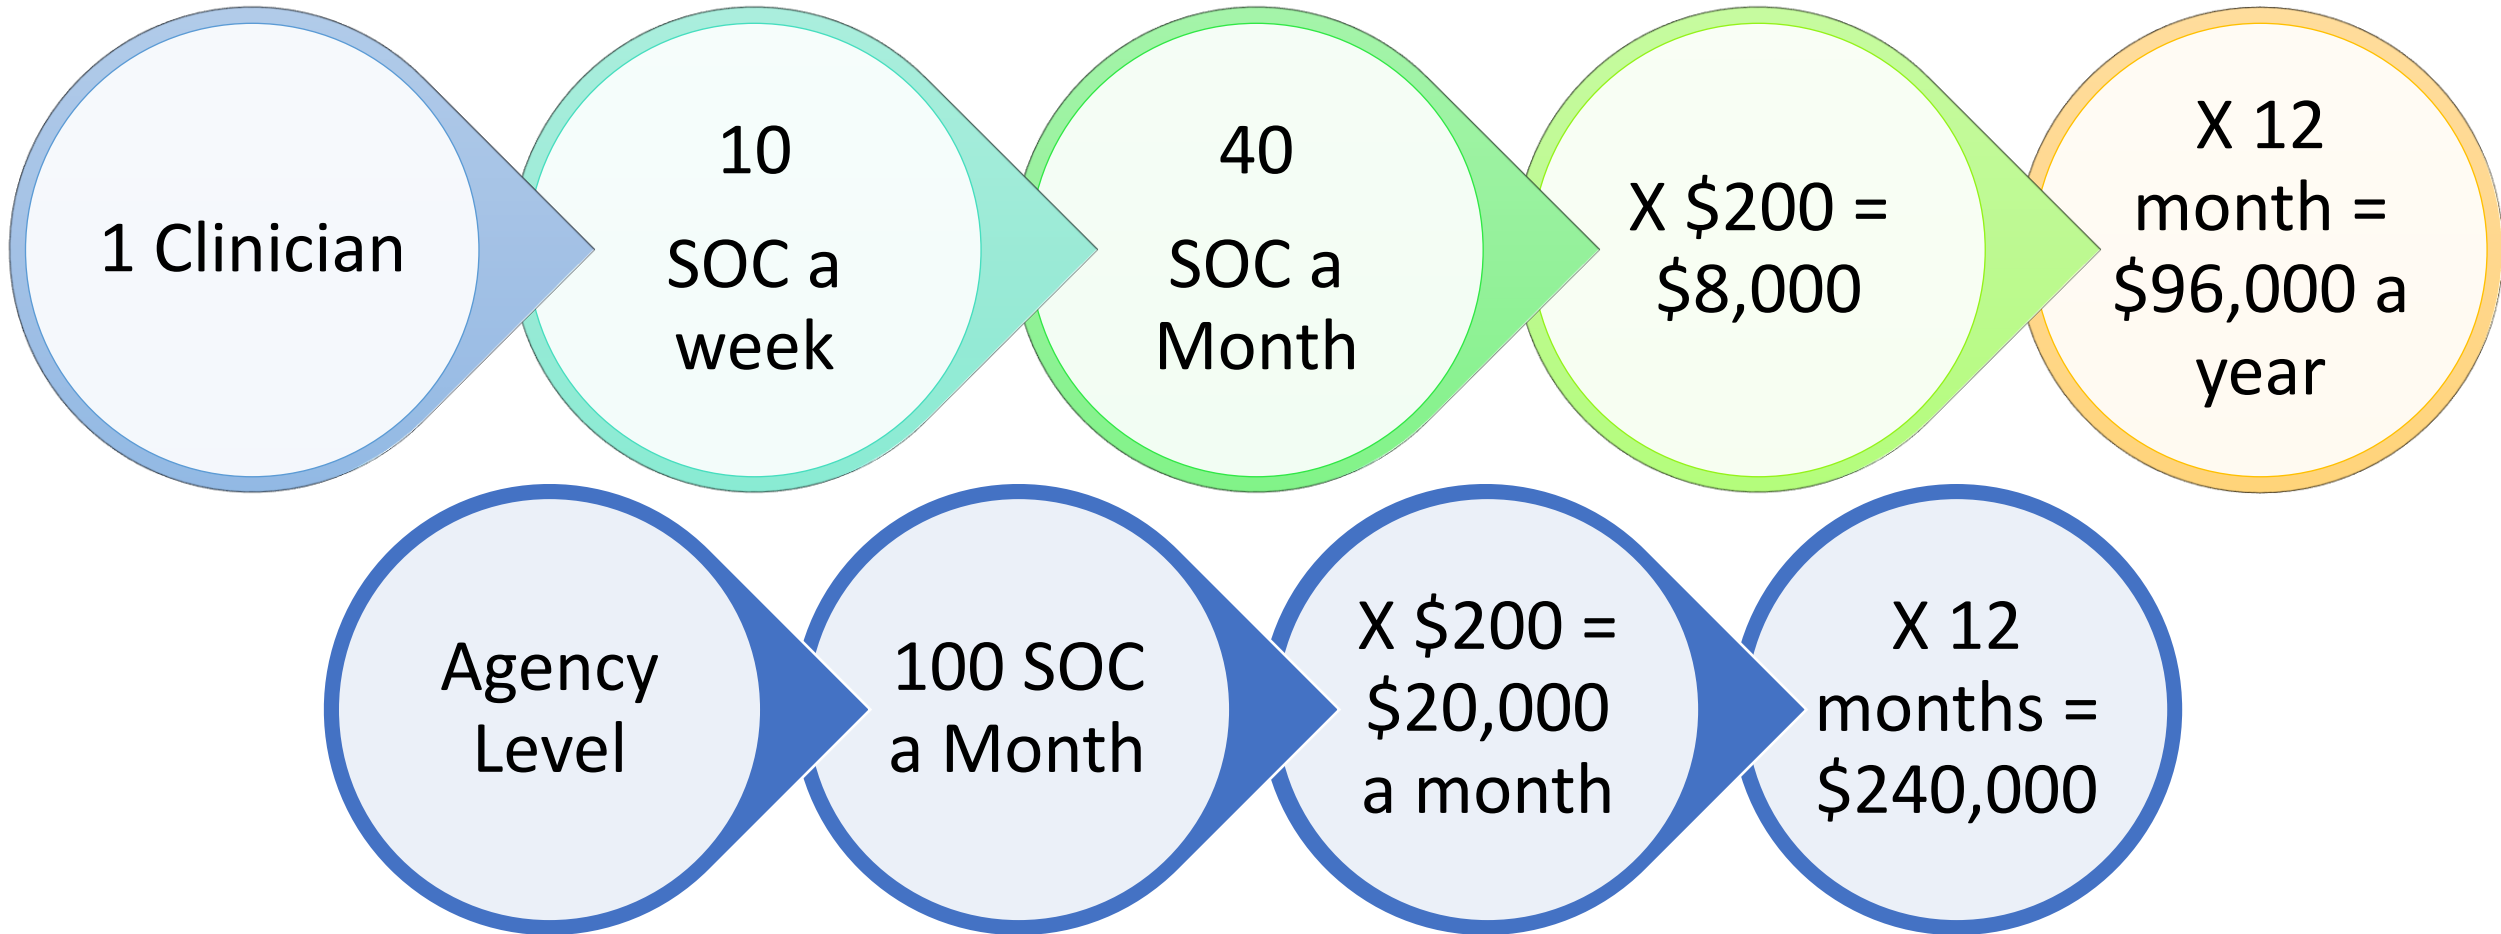 1 Clinician
10
SOC a
week
40
SOC a
Month
X $200 =
$8,000
X 12
month =
$96,000 a
year
Agency
Level
100 SOC
a Month
X $200 =
$20,000
a month
X 12
months =
$240,000